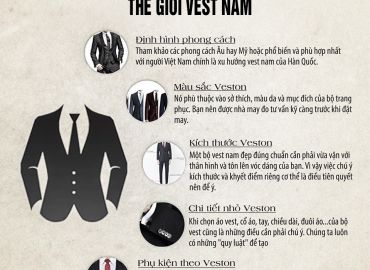 THẾ GIỚI VEST NAM
Định hình phong cách
Tham khảo các phong cách Âu hay Mỹ hoặc phổ biến và phù hợp nhất
với người Việt Nam chính là xu hướng vest nam của Hàn Quốc.
Màu sắc Veston
Nó phù thuộc vào sở thích, màu da và mục đích của bộ trang
phục. Bạn nên được nhà may đo tư vấn kỹ càng trước khi đặt
may.
Kích thước Veston
Một bộ vest nam đẹp đúng chuẩn cần phải vừa vặn với
thân hình và tôn lên vóc dáng của bạn. Vì vậy việc chú ý
kích thước và khuyết điểm riêng cơ thể là điều tiên quyết
nên để ý.
Chi tiết nhỏ Veston
Khi chọn áo vest, cổ áo, tay, chiều dài, đuôi áo...của bộ
vest cũng là những điều cần phải chú ý. Chúng ta luôn
có những "quy luật" để tạo
Phụ kiện theo Veston